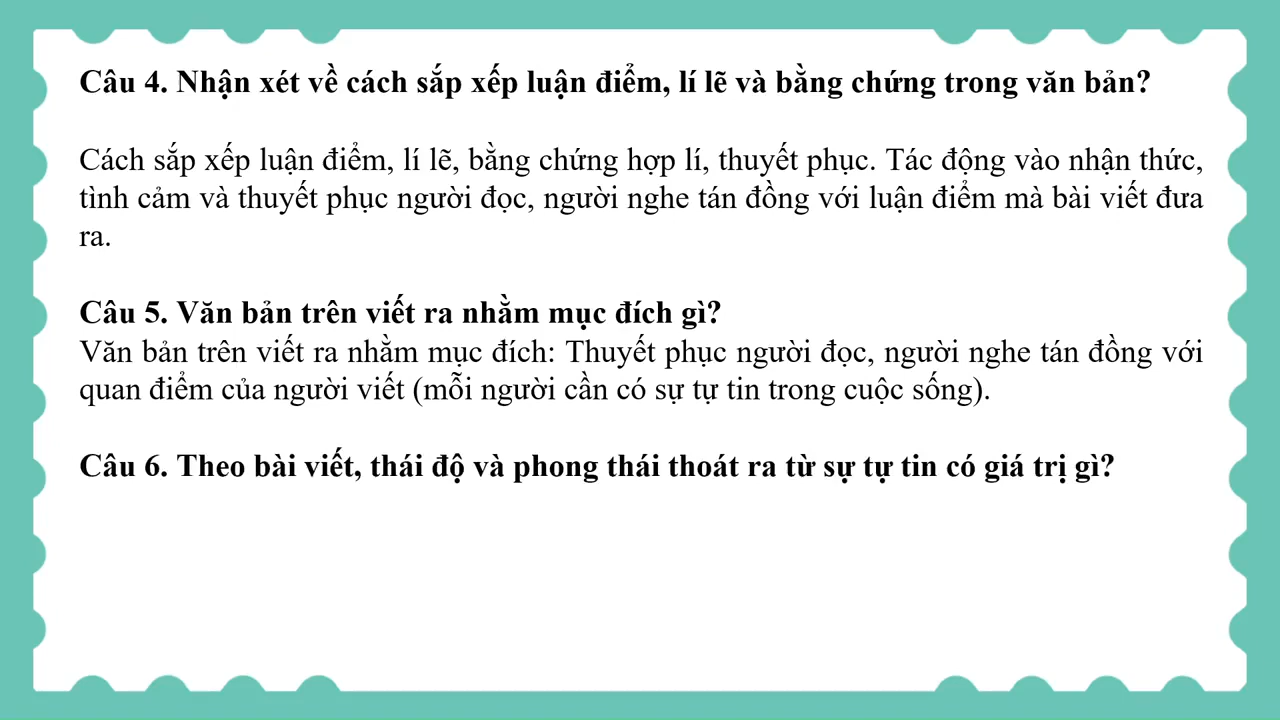 Câu 4. Nhận xét về cách sắp xếp luận điểm, lí lẽ và bằng chứng trong văn bản?
Cách sắp xếp luận điểm, lí lẽ, bằng chứng hợp lí, thuyết phục. Tác động vào nhận thức,
tình cảm và thuyết phục người đọc, người nghe tán đồng với luận điểm mà bài viết đưa
ra.
Câu 5. Văn bản trên viết ra nhằm mục đích gì?
Văn bản trên viết ra nhằm mục đích: Thuyết phục người đọc, người nghe tán đồng với
quan điểm của người viết (mỗi người cần có sự tự tin trong cuộc sống).
Câu 6. Theo bài viết, thái độ và phong thái thoát ra từ sự tự tin có giá trị gì?